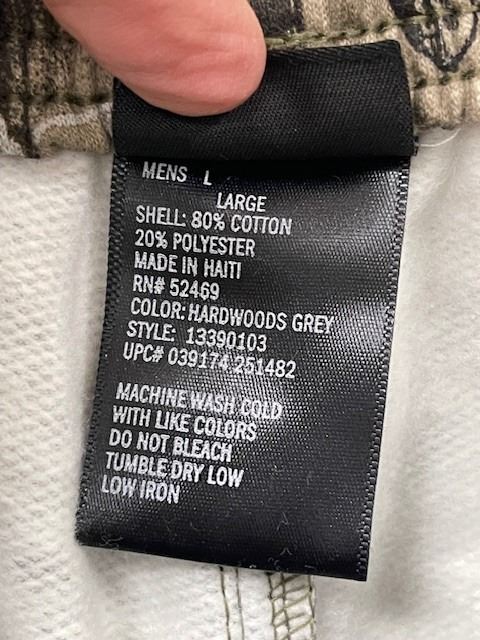 MENS L
LARGE
SHELL: 80% COTTON
20% POLYESTER
MADE IN HAITI
RN# 52469
COLOR: HARDWOODS GREY
STYLE: 13390103
UPC# 039174 251482
MACHINE WASH COLD
WITH LIKE COLORS
DO NOT BLEACH
TUMBLE DRY LOW
LOW IRON